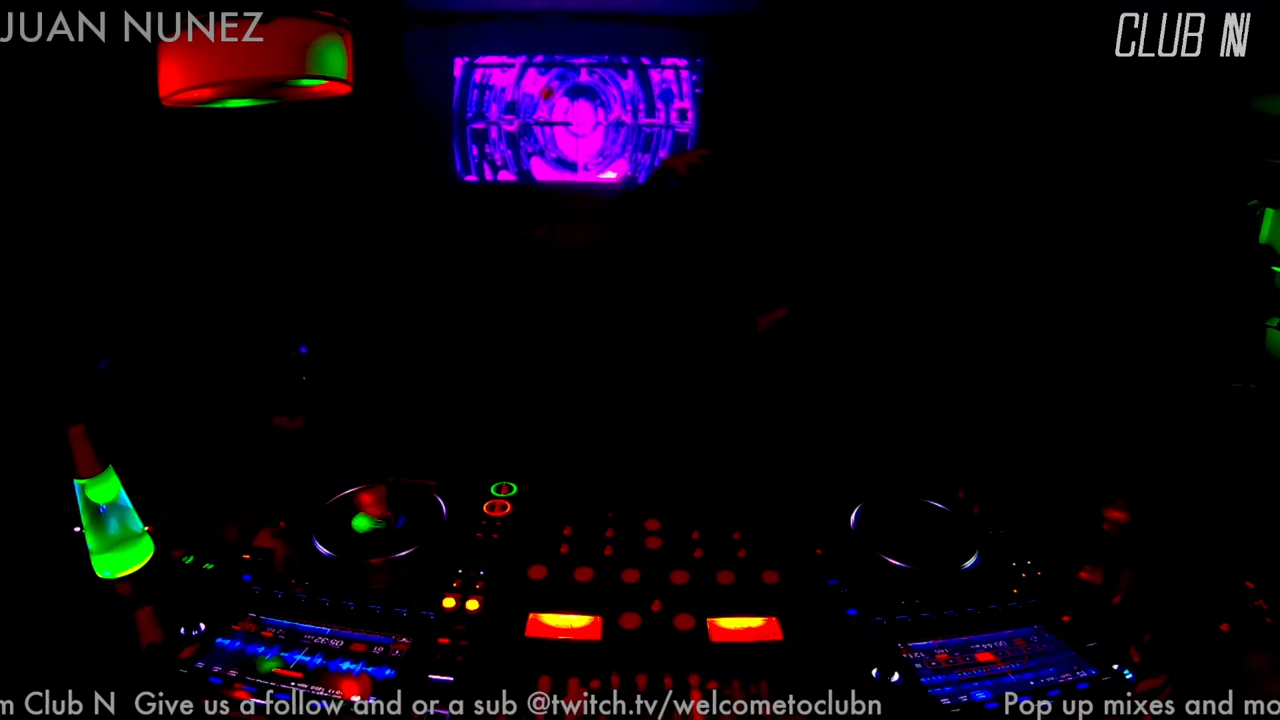 JUAN NUNEZ
CLUB N
m Club N Give us a follow and or a sub @twitch.tv/welcometoclubn Pop up mixes and mo